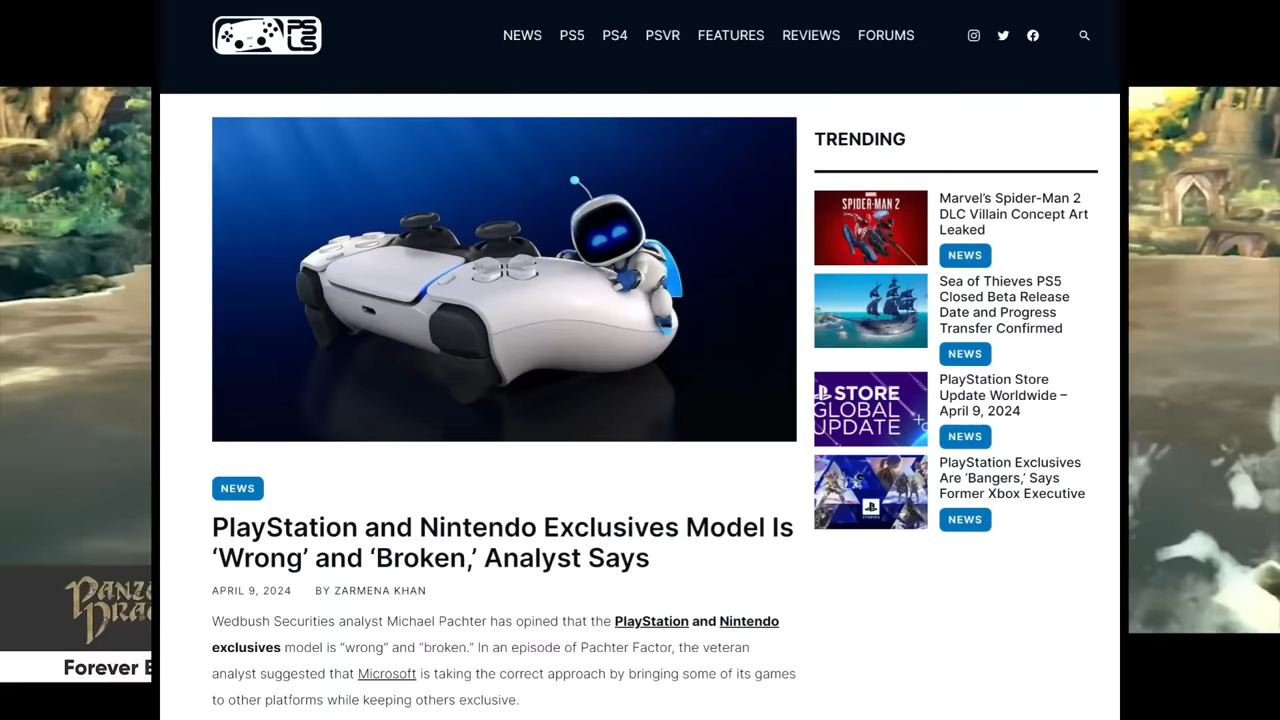 PS
LS
NEWS PS5 PS4 PSVR FEATURES REVIEWS FORUMS
TRENDING
MARVEL
SPIDER-MAN 2
Marvel’s Spider-Man 2
DLC Villain Concept Art
Leaked
NEWS
Sea of Thieves PS5
Closed Beta Release
Date and Progress
Transfer Confirmed
NEWS
STORE
GLOBAL
UPDATE
PlayStation Store
Update Worldwide –
April 9, 2024
NEWS
PlayStation Exclusives
Are ‘Bangers,’ Says
Former Xbox Executive
NEWS
NEWS
PlayStation and Nintendo Exclusives Model Is
‘Wrong’ and ‘Broken,’ Analyst Says
APRIL 9, 2024 BY ZARMENA KHAN
Wedbush Securities analyst Michael Pachter has opined that the PlayStation and Nintendo
exclusives model is “wrong” and “broken.” In an episode of Pachter Factor, the veteran
analyst suggested that Microsoft is taking the correct approach by bringing some of its games
to other platforms while keeping others exclusive.
PANZ
DRA
Forever E